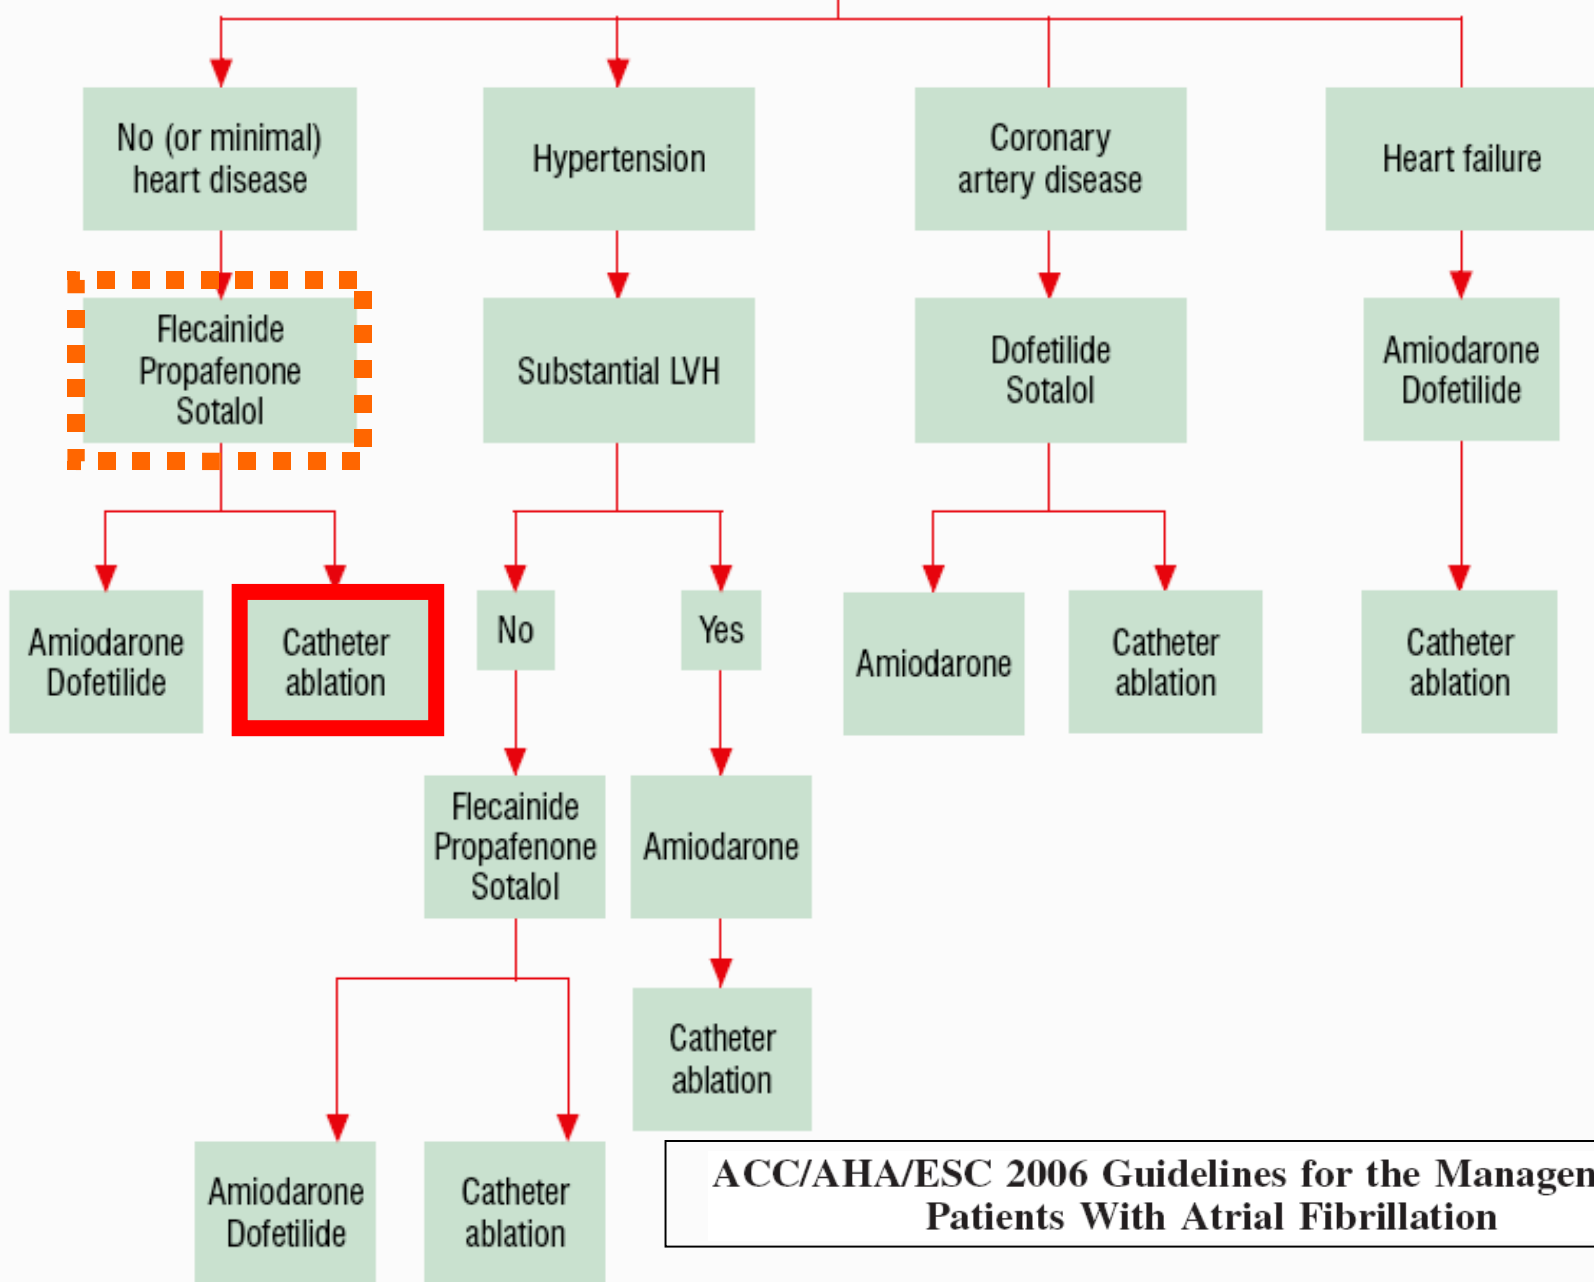 No (or minimal)
heart disease
Hypertension
Coronary
artery disease
Heart failure
Flecainide
Propafenone
Sotalol
Substantial LVH
Dofetilide
Sotalol
Amiodarone
Dofetilide
Amiodarone
Dofetilide
Catheter
ablation
No
Yes
Amiodarone
Catheter
ablation
Catheter
ablation
Flecainide
Propafenone
Sotalol
Amiodarone
Catheter
ablation
Amiodarone
Dofetilide
Catheter
ablation
ACC/AHA/ESC 2006 Guidelines for the
Patients With Atrial Fibrillation